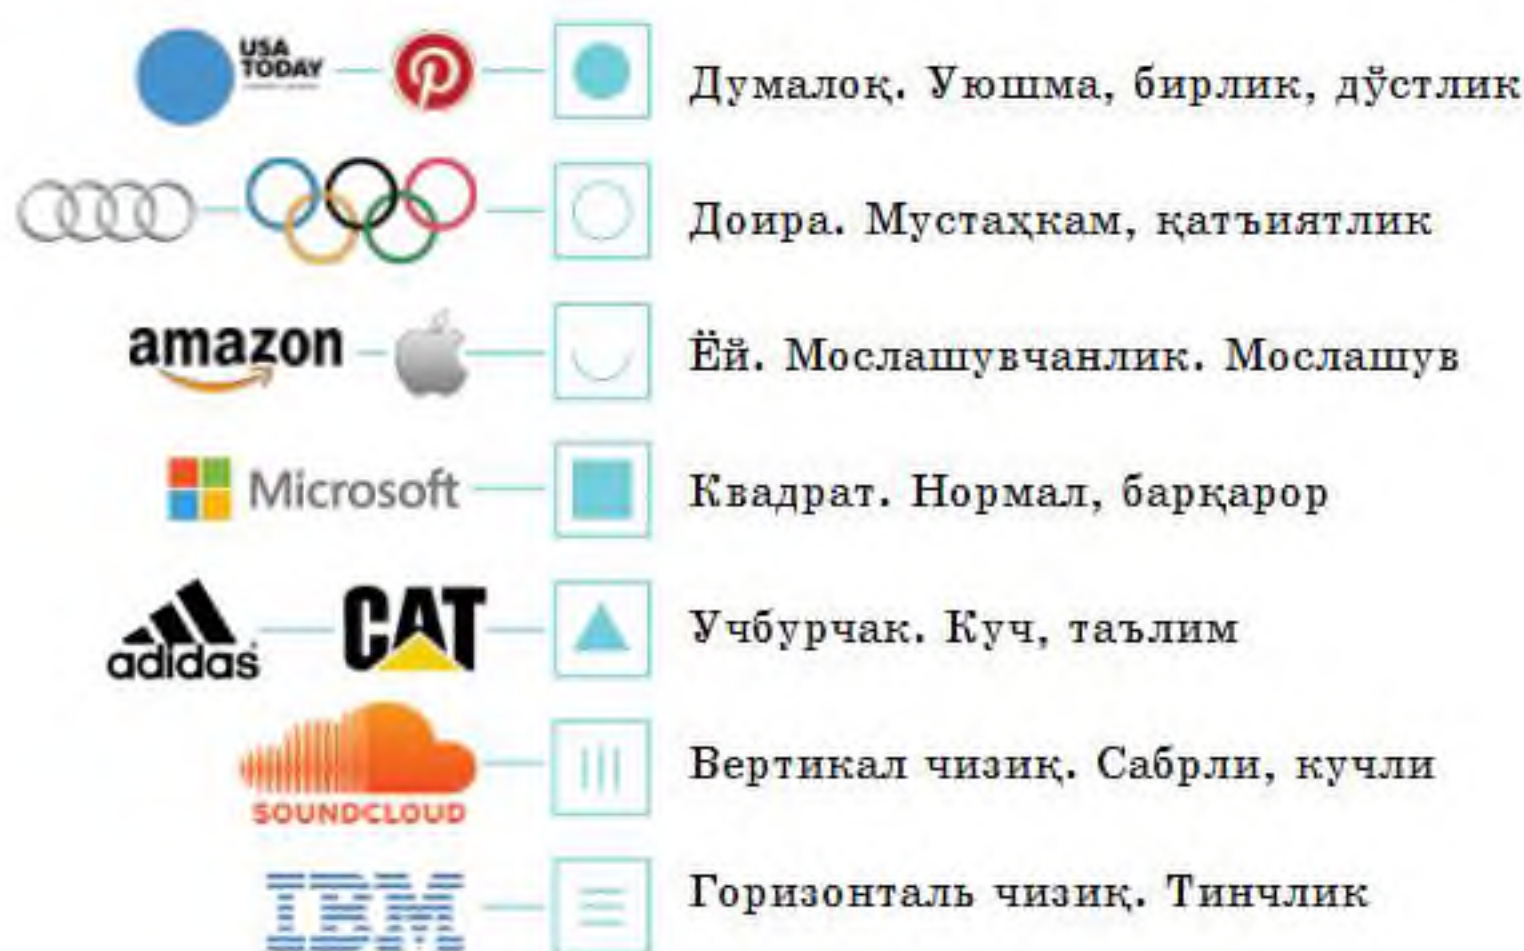 USA
TODAY
Думалоқ. Уюшма, бирлик, дўстлик
Доира. Мустаҳкам, қатъиятлик
amazon
Ёй. Мослашувчанлик. Мослашув
Microsoft
Квадрат. Нормал, барқарор
adidas
CAT
Учбурчак. Куч, таълим
SOUNDCLOUD
Вертикал чизиқ. Сабрли, кучли
IBM
Горизонталь чизиқ. Тинчлик